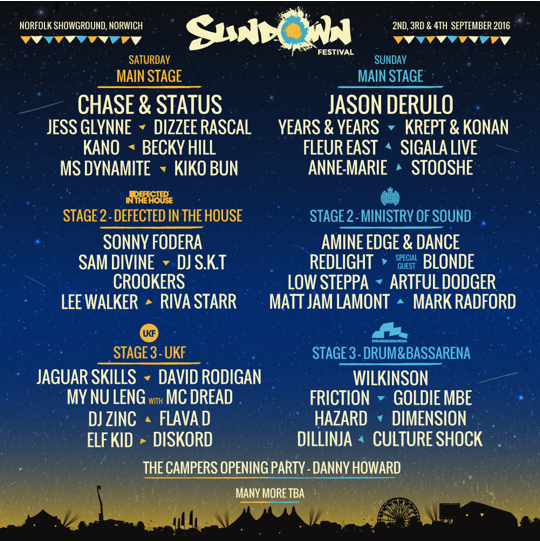 NORFOLK SHOWGROUND, NORWICH
SUNDOWN
FESTIVAL
2ND, 3RD & 4TH SEPTEMBER 2016
SATURDAY
MAIN STAGE
CHASE & STATUS
JESS GLYNNE DIZZEE RASCAL
KANO BECKY HILL
MS DYNAMITE KIKO BUN
SUNDAY
MAIN STAGE
JASON DERULO
YEARS & YEARS KREPT & KONAN
FLEUR EAST SIGALA LIVE
ANNE-MARIE STOOSHE
DEFECTED
IN THE HOUSE
STAGE 2 - DEFECTED IN THE HOUSE
SONNY FODERA
SAM DIVINE DJ S.K.T
CROOKERS
LEE WALKER RIVA STARR
STAGE 2 - MINISTRY OF SOUND
AMINE EDGE & DANCE
REDLIGHT SPECIAL GUEST BLONDE
LOW STEPPA ARTFUL DODGER
MATT JAM LAMONT MARK RADFORD
UKF
STAGE 3 - UKF
JAGUAR SKILLS DAVID RODIGAN
MY NU LENG WITH MC DREAD
DJ ZINC FLAVA D
ELF KID DISKORD
DRUM&BASSARENA
STAGE 3 - DRUM&BASSARENA
WILKINSON
FRICTION GOLDIE MBE
HAZARD DIMENSION
DILLINJA CULTURE SHOCK
THE CAMPERS OPENING PARTY - DANNY HOWARD
MANY MORE TBA